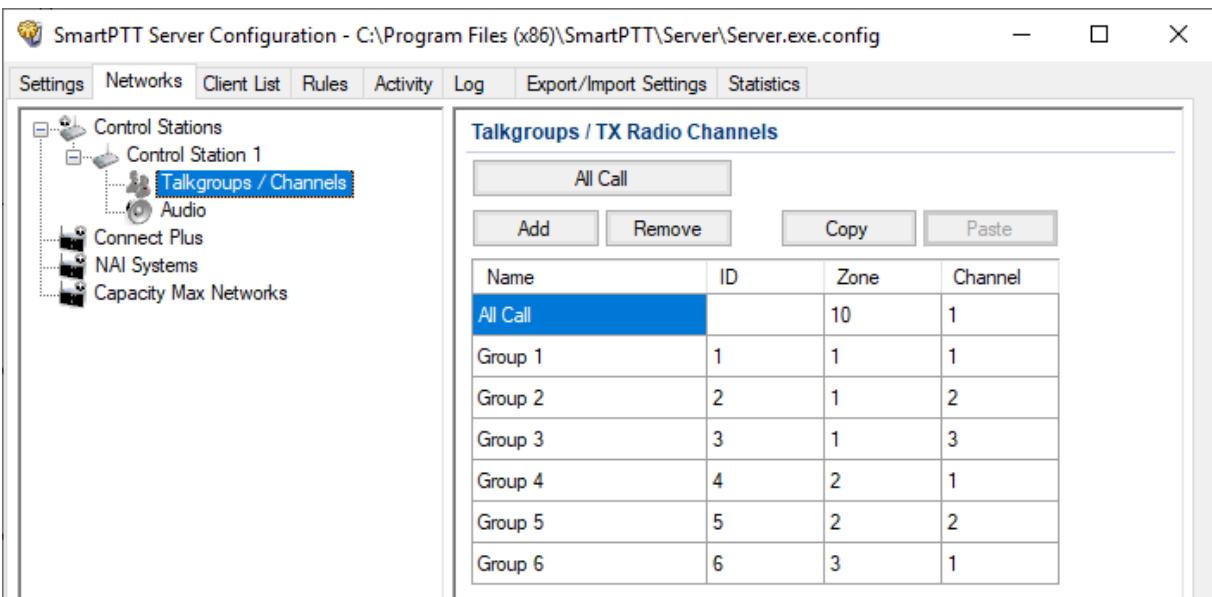 SmartPTT Server Configuration - C:\Program Files (x86)\SmartPTT\Server\Server.exe.config
Settings Networks Client List Rules Activity Log Export/Import Settings Statistics
Control Stations
Control Station 1
Talkgroups / Channels
Audio
Connect Plus
NAI Systems
Capacity Max Networks
Talkgroups / TX Radio Channels
All Call
Add Remove Copy Paste
Name ID Zone Channel
All Call 10 1
Group 1 1 1 1
Group 2 2 1 2
Group 3 3 1 3
Group 4 4 2 1
Group 5 5 2 2
Group 6 6 3 1